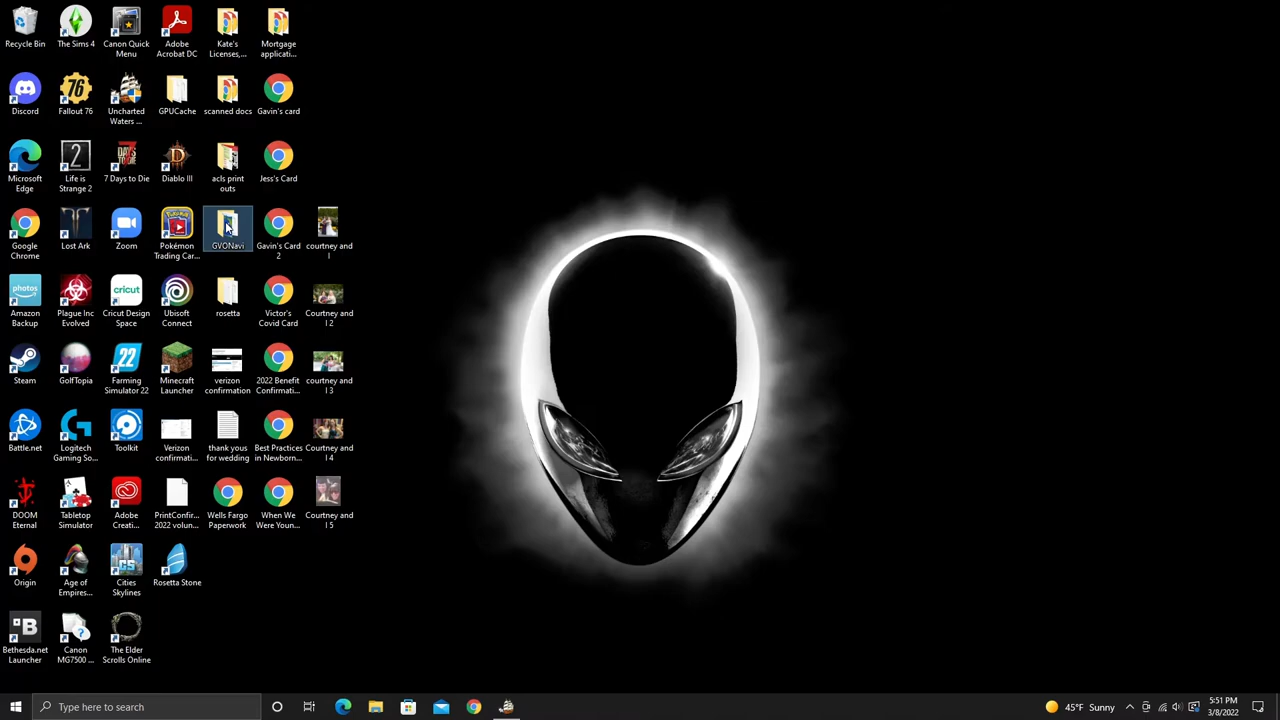 Recycle Bin
The Sims 4
Canon Quick
Menu
Adobe
Acrobat DC
Kate's
Licenses,...
Mortgage
applicati...
Discord
Fallout 76
Uncharted
Waters ...
GPUCache
scanned docs
Gavin's card
Microsoft
Edge
Life is
Strange 2
7 Days to Die
Diablo III
acls print
outs
Jess's Card
Google
Chrome
Lost Ark
Zoom
Pokémon
Trading Car...
GVONavi
Gavin's Card
2
courtney and
I
Amazon
Backup
Plague Inc
Evolved
Cricut Design
Space
Ubisoft
Connect
rosetta
Victor's
Covid Card
Courtney and
I 2
Steam
GolfTopia
Farming
Simulator 22
Minecraft
Launcher
verizon
confirmation
2022 Benefit
Confirmati...
courtney and
I 3
Battle.net
Logitech
Gaming So...
Toolkit
Verizon
confirmati...
thank yous
for wedding
Best Practices
in Newborn...
Courtney and
I 4
DOOM
Eternal
Tabletop
Simulator
Adobe
Creati...
PrintConfir...
2022 volun...
Wells Fargo
Paperwork
When We
Were Youn...
Courtney and
I 5
Origin
Age of
Empires...
Cities
Skylines
Rosetta Stone
Bethesda.net
Launcher
Canon
MG7500 ...
The Elder
Scrolls Online
Type here to search
45°F Sunny
5:51 PM
3/8/2022